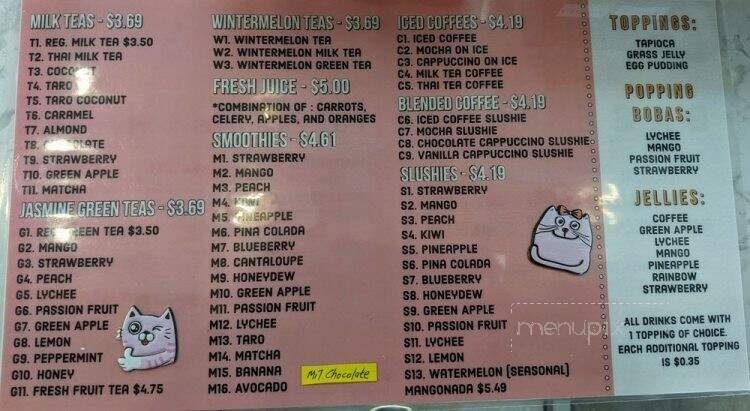 MILK TEAS - $3.69
T1. REG. MILK TEA $3.50
T2. THAI MILK TEA
T3. COCONUT
T4. TARO
T5. TARO COCONUT
T6. CARAMEL
T7. ALMOND
T8. CHOCOLATE
T9. STRAWBERRY
T10. GREEN APPLE
T11. MATCHA
JASMINE GREEN TEAS - $3.69
G1. REG. GREEN TEA $3.50
G2. MANGO
G3. STRAWBERRY
G4. PEACH
G5. LYCHEE
G6. PASSION FRUIT
G7. GREEN APPLE
G8. LEMON
G9. PEPPERMINT
G10. HONEY
G11. FRESH FRUIT TEA $4.75
WINTERMELON TEAS - $3.69
W1. WINTERMELON TEA
W2. WINTERMELON MILK TEA
W3. WINTERMELON GREEN TEA
FRESH JUICE - $5.00
*COMBINATION OF : CARROTS,
CELERY, APPLES, AND ORANGES
SMOOTHIES - $4.61
M1. STRAWBERRY
M2. MANGO
M3. PEACH
M4. KIWI
M5. PINEAPPLE
M6. PINA COLADA
M7. BLUEBERRY
M8. CANTALOUPE
M9. HONEYDEW
M10. GREEN APPLE
M11. PASSION FRUIT
M12. LYCHEE
M13. TARO
M14. MATCHA
M15. BANANA
M16. AVOCADO
M17. Chocolate
ICED COFFEES - $4.19
C1. ICED COFFEE
C2. MOCHA ON ICE
C3. CAPPUCCINO ON ICE
C4. MILK TEA COFFEE
C5. THAI TEA COFFEE
BLENDED COFFEE - $4.19
C6. ICED COFFEE SLUSHIE
C7. MOCHA SLUSHIE
C8. CHOCOLATE CAPPUCCINO SLUSHIE
C9. VANILLA CAPPUCCINO SLUSHIE
SLUSHIES - $4.19
S1. STRAWBERRY
S2. MANGO
S3. PEACH
S4. KIWI
S5. PINEAPPLE
S6. PINA COLADA
S7. BLUEBERRY
S8. HONEYDEW
S9. GREEN APPLE
S10. PASSION FRUIT
S11. LYCHEE
S12. LEMON
S13. WATERMELON (SEASONAL)
MANGONADA $5.49
TOPPINGS:
TAPIOCA
GRASS JELLY
EGG PUDDING
POPPING
BOBAS:
LYCHEE
MANGO
PASSION FRUIT
STRAWBERRY
JELLIES:
COFFEE
GREEN APPLE
LYCHEE
MANGO
PINEAPPLE
RAINBOW
STRAWBERRY
ALL DRINKS COME WITH
1 TOPPING OF CHOICE.
EACH ADDITIONAL TOPPING
IS $0.35
menupix